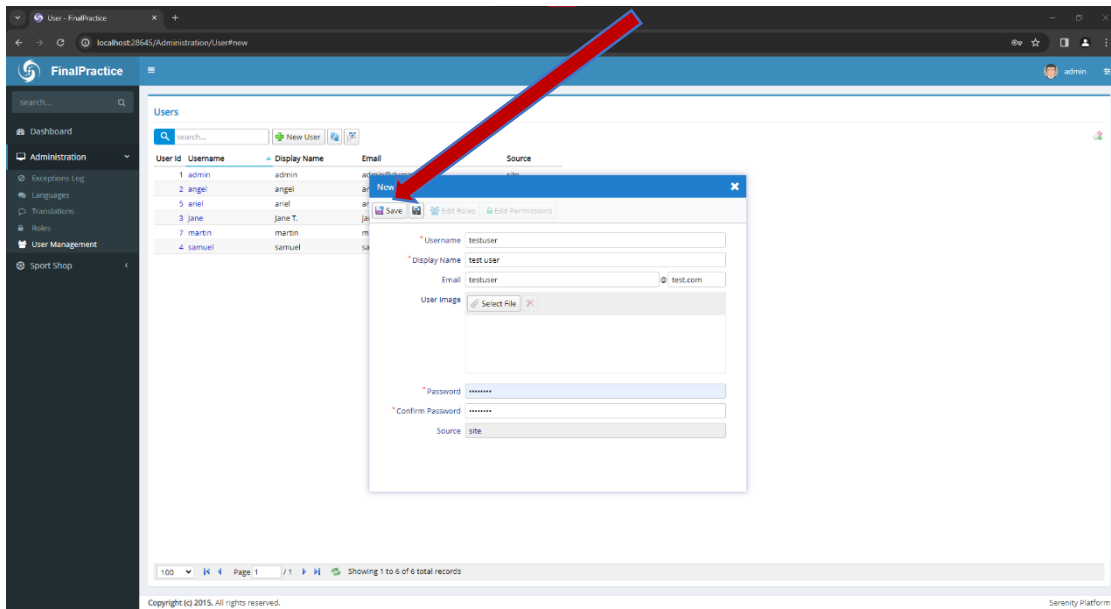 User - FinalPractice
localhost:28645/Administration/User#new
FinalPractice
admin
search...
Dashboard
Administration
Exceptions Log
Languages
Translations
Roles
User Management
Sport Shop
Users
search...
New User
User Id Username Display Name Email Source
1 admin admin site
2 angel angel
5 ariel ariel
3 jane Jane T.
7 martin martin
4 samuel samuel
New
Save Edit Roles Edit Permissions
*Username testuser
*Display Name test user
Email testuser @ test.com
User Image Select File
*Password ••••••••
*Confirm Password ••••••••
Source site
100 Page 1 / 1 Showing 1 to 6 of 6 total records
Copyright (c) 2015. All rights reserved.
Serenity Platform